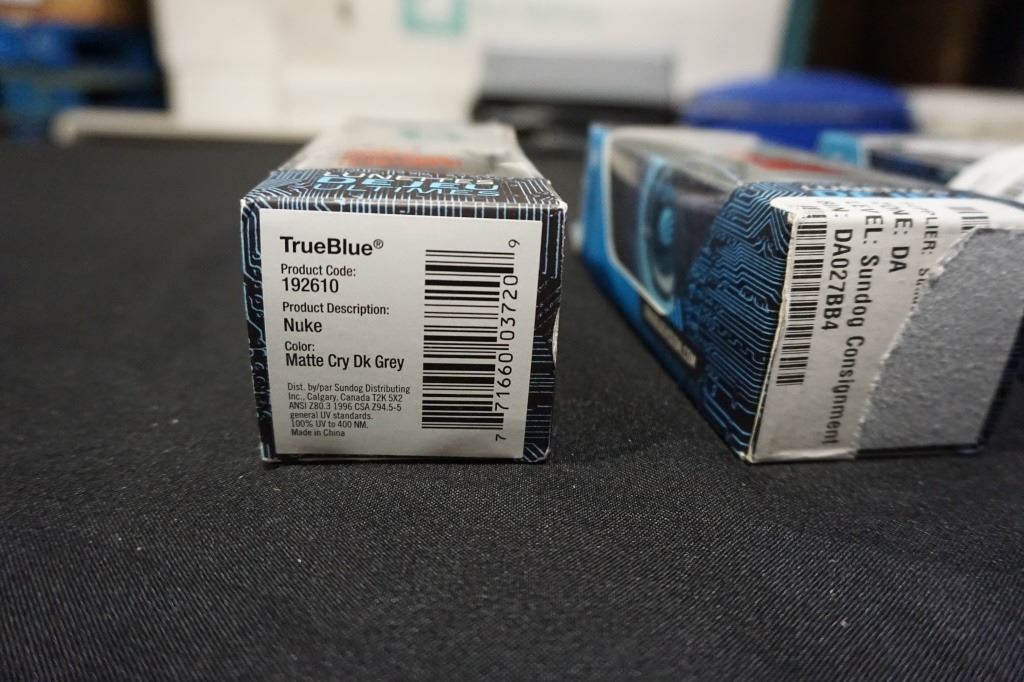 TrueBlue®
Product Code:
192610
Product Description:
Nuke
Color:
Matte Cry Dk Grey
Dist. by/par Sundog Distributing
Inc., Calgary, Canada T2K 5X2
ANSI Z80.3 1996 CSA Z94.5-5
general UV standards.
100% UV to 400 NM.
Made in China
7 71660 03720 9
LUNETTES
DA
Sundog Consignment
DA027BB4